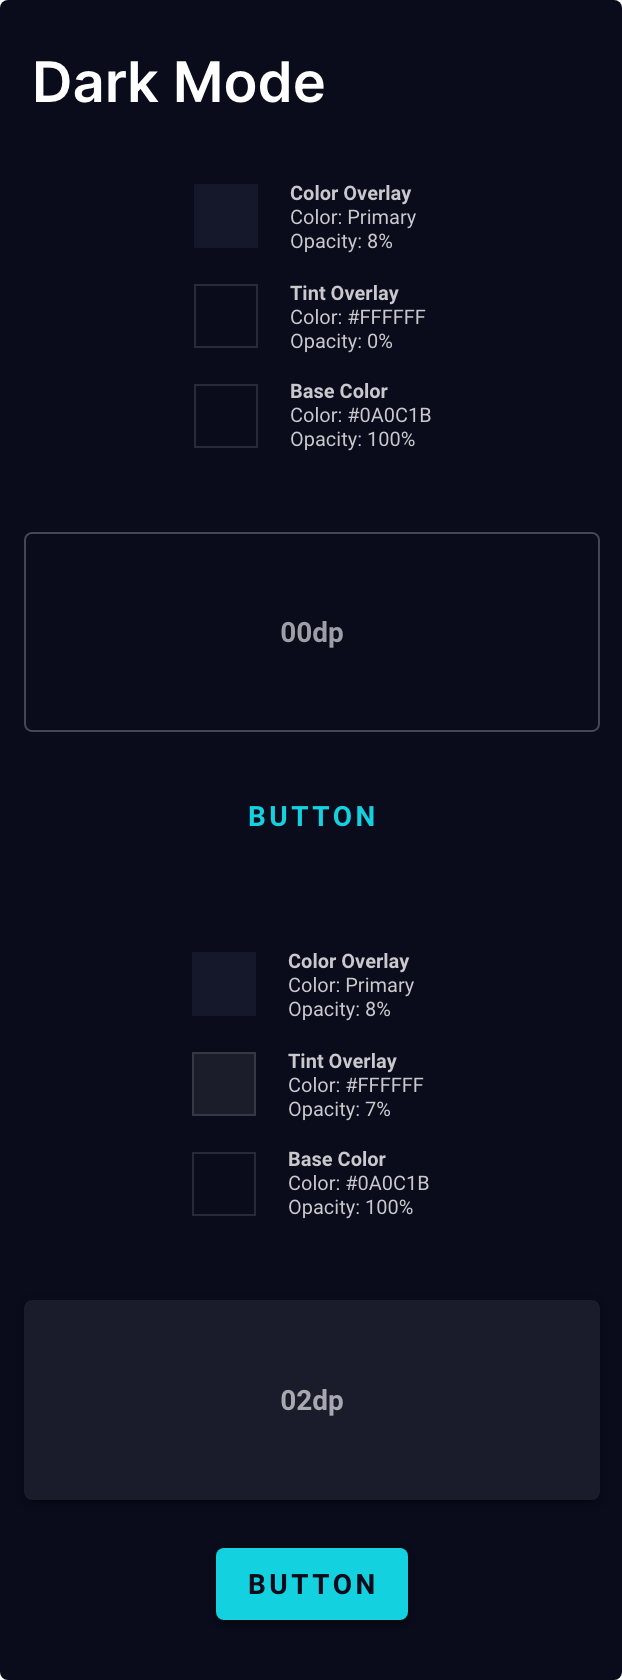 Dark Mode
Color Overlay
Color: Primary
Opacity: 8%
Tint Overlay
Color: #FFFFFF
Opacity: 0%
Base Color
Color: #0A0C1B
Opacity: 100%
00dp
BUTTON
Color Overlay
Color: Primary
Opacity: 8%
Tint Overlay
Color: #FFFFFF
Opacity: 7%
Base Color
Color: #0A0C1B
Opacity: 100%
02dp
BUTTON